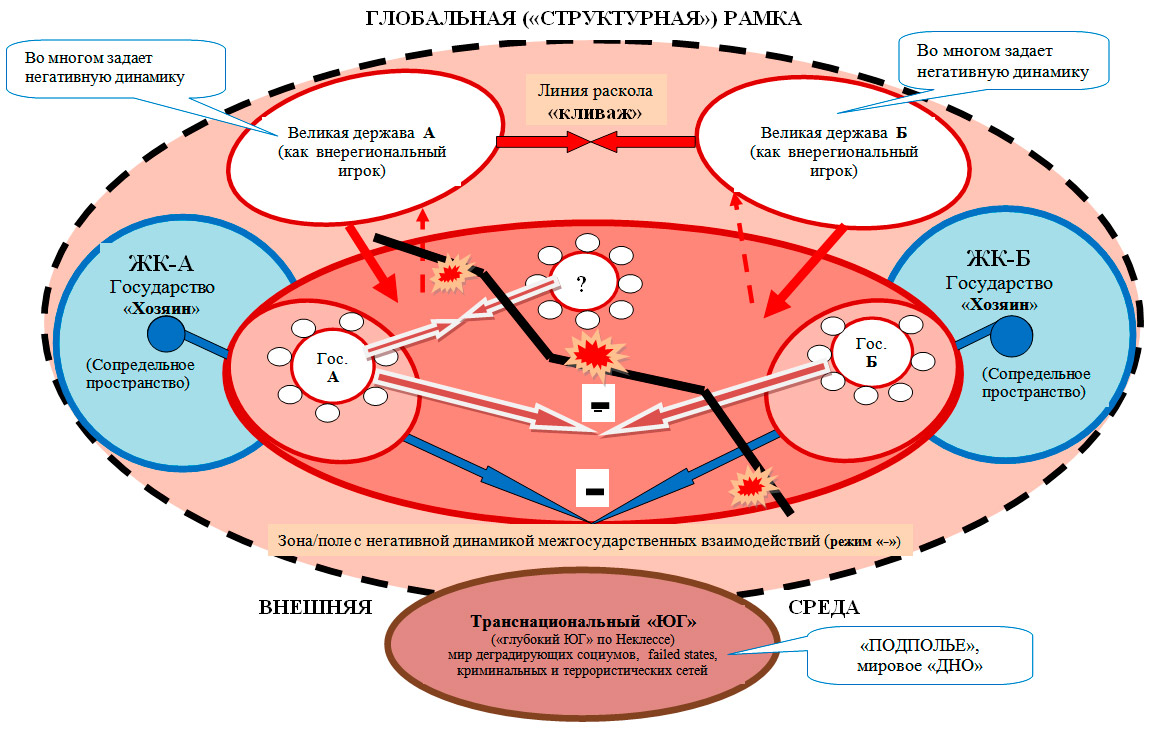 ГЛОБАЛЬНАЯ («СТРУКТУРНАЯ») РАМКА
Во многом задает
негативную динамику
Во многом задает
негативную динамику
Линия раскола
«кливаж»
Великая держава А
(как внерегиональный
игрок)
Великая держава Б
(как внерегиональный
игрок)
ЖК-А
Государство
«Хозяин»
(Сопредельное
пространство)
ЖК-Б
Государство
«Хозяин»
(Сопредельное
пространство)
?
Гос.
А
Гос.
Б
-
-
Зона/поле с негативной динамикой межгосударственных взаимодействий (режим «-»)
ВНЕШНЯЯ
СРЕДА
Транснациональный «ЮГ»
(«глубокий ЮГ» по Неклессе)
мир деградирующих социумов, failed states,
криминальных и террористических сетей
«ПОДПОЛЬЕ»,
мировое «ДНО»